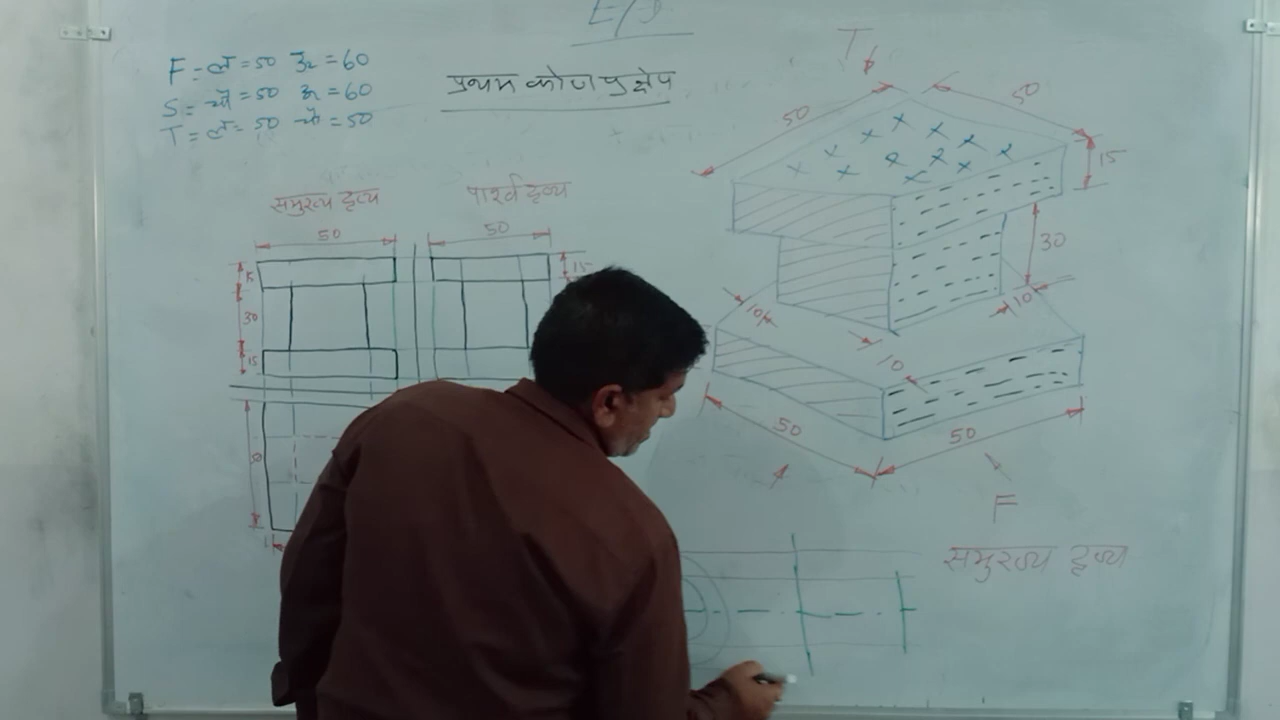 E/D.
F = ल = 50 ऊ = 60
S = चौ = 50 ऊ = 60
T = ल = 50 चौ = 50
प्रथम कोण प्रक्षेप
समुख्य दृश्य
पार्श्व दृश्य
50
50
15
15
30
15
T
50
50
15
30
10
10
10
50
50
F
समुख्य दृश्य